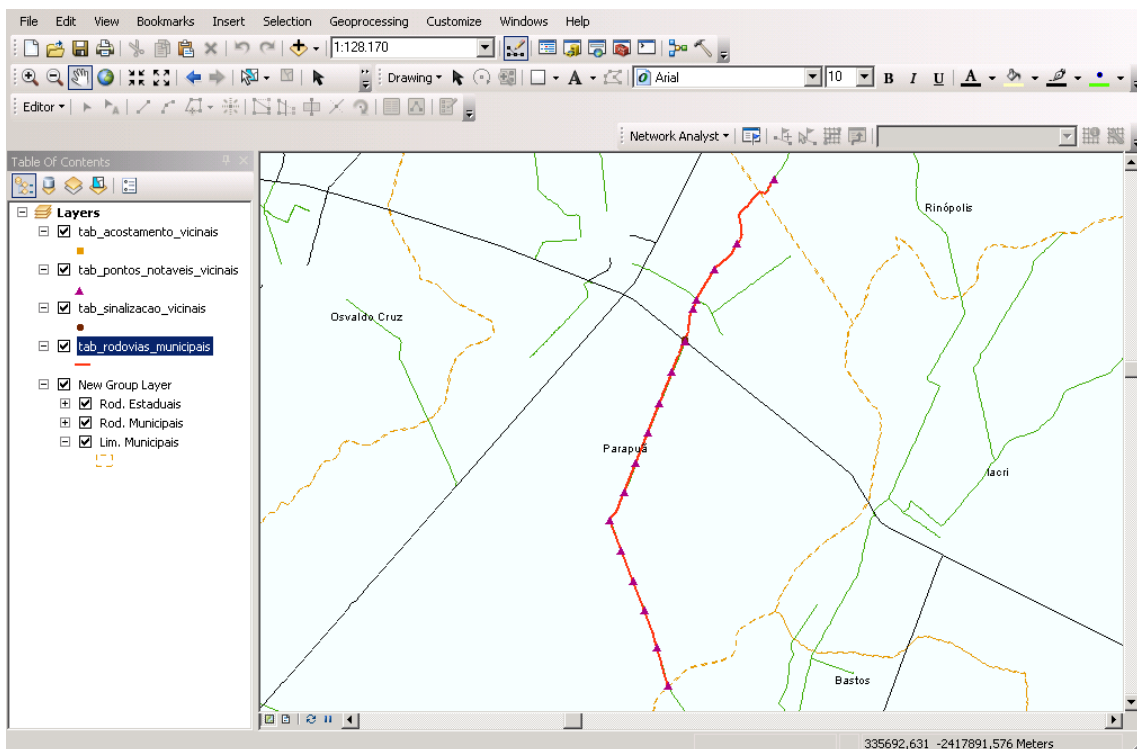 File Edit View Bookmarks Insert Selection Geoprocessing Customize Windows Help
1:128.170
Drawing A Arial 10 B I U A
Editor
Network Analyst
Table Of Contents
Layers
tab_acostamento_vicinais
tab_pontos_notaveis_vicinais
tab_sinalizacao_vicinais
tab_rodovias_municipais
New Group Layer
Rod. Estaduais
Rod. Municipais
Lim. Municipais
Rinópolis
Osvaldo Cruz
Parapuã
Iacri
Bastos
335692,631 -2417891,576 Meters